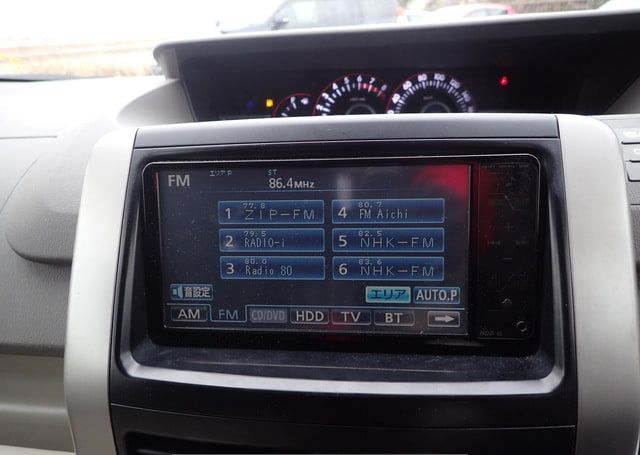 FM エリアP ST
86.4MHz
77.8
1 ZIP-FM
80.7
4 FM Aichi
79.5
2 RADIO-i
82.5
5 NHK-FM
80.0
3 Radio 80
83.6
6 NHK-FM
音設定 エリア AUTO.P
AM FM CD/DVD HDD TV BT